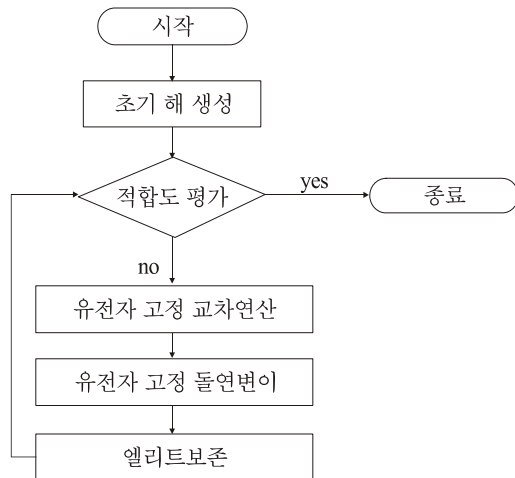 시작
초기 해 생성
적합도 평가
yes
종료
no
유전자 고정 교차연산
유전자 고정 돌연변이
엘리트보존